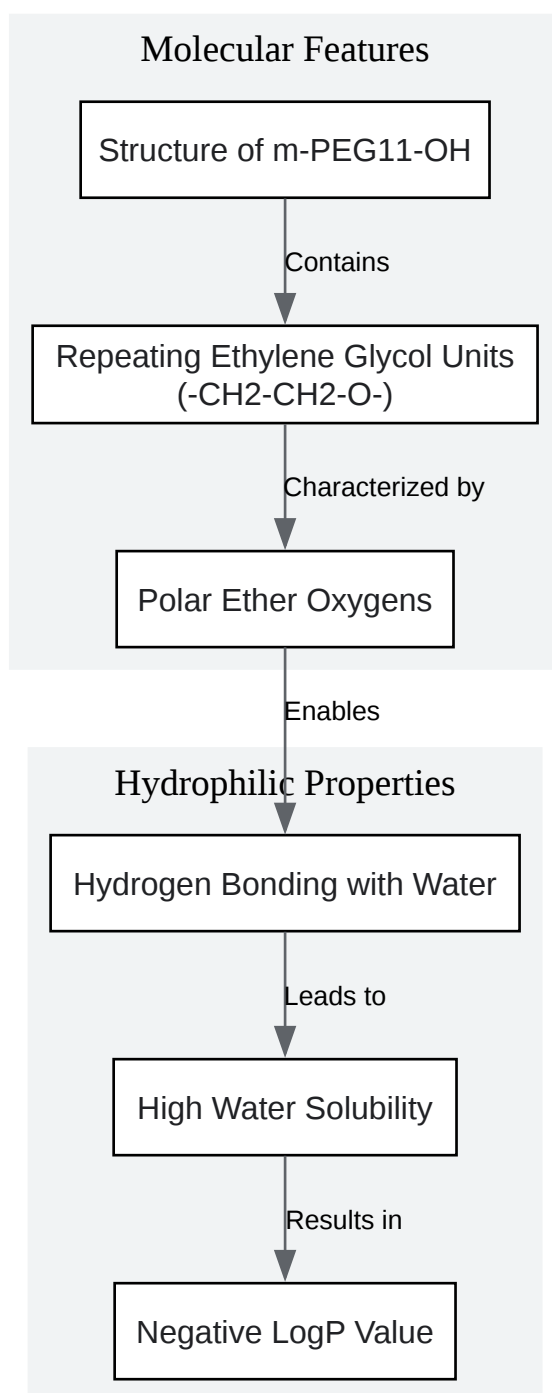 Molecular Features
Structure of m-PEG11-OH
Contains
Repeating Ethylene Glycol Units
(-CH2-CH2-O-)
Characterized by
Polar Ether Oxygens
Enables
Hydrophilic Properties
Hydrogen Bonding with Water
Leads to
High Water Solubility
Results in
Negative LogP Value